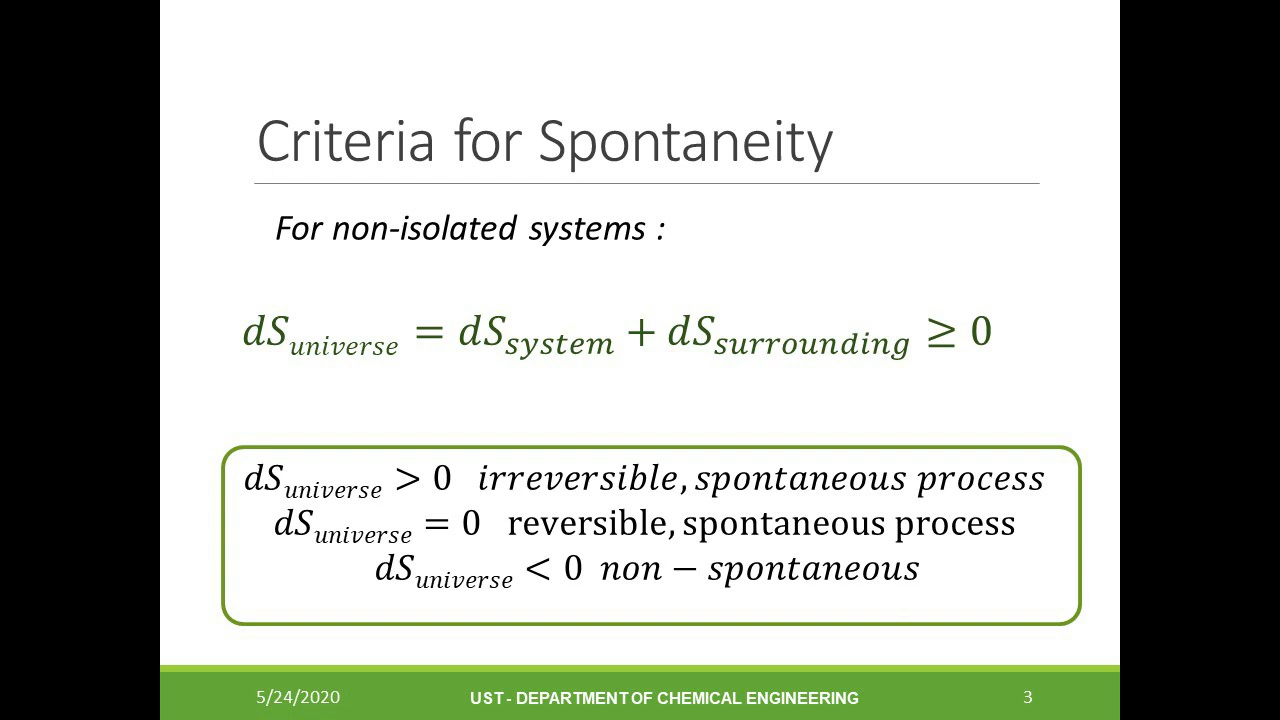 Criteria for Spontaneity
For non-isolated systems :
𝑑𝑆_universe = 𝑑𝑆_system + 𝑑𝑆_surrounding ≥ 0
𝑑𝑆_universe > 0 irreversible, spontaneous process
𝑑𝑆_universe = 0 reversible, spontaneous process
𝑑𝑆_universe < 0 non − spontaneous
5/24/2020 UST - DEPARTMENT OF CHEMICAL ENGINEERING 3